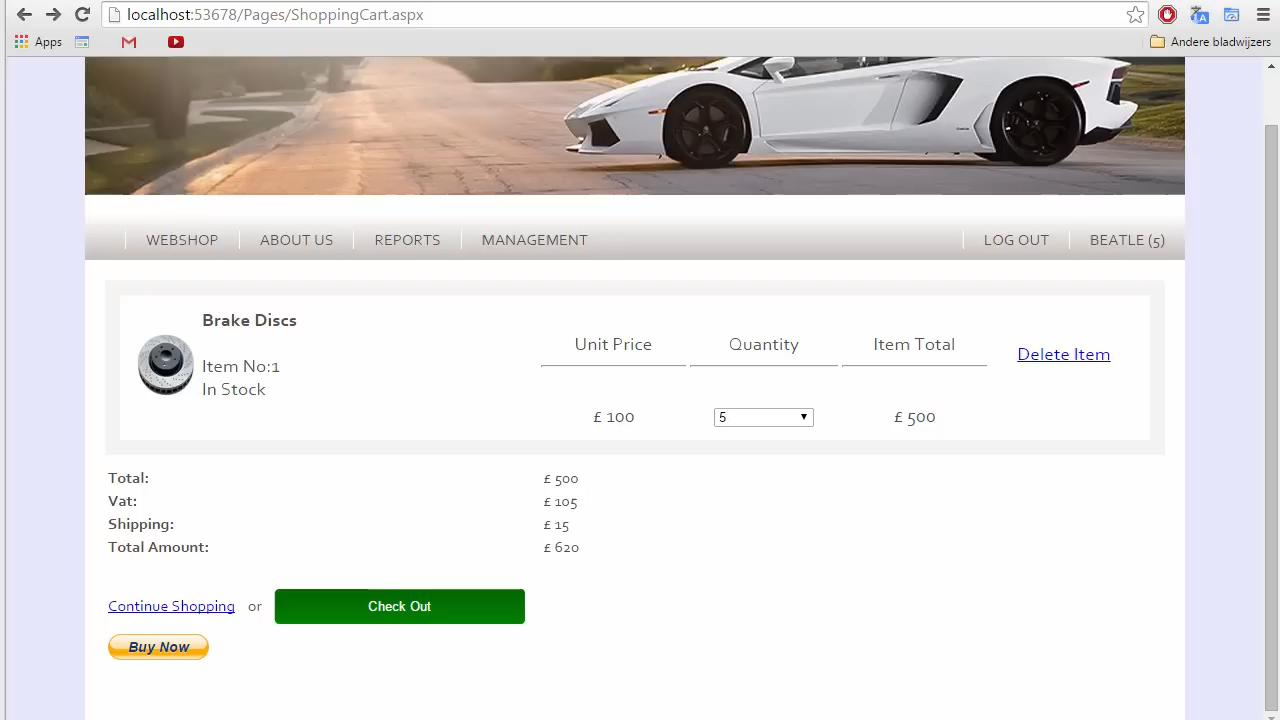 localhost:53678/Pages/ShoppingCart.aspx
Apps
Andere bladwijzers
WEBSHOP ABOUT US REPORTS MANAGEMENT LOG OUT BEATLE (5)
Brake Discs
Item No:1
In Stock
Unit Price Quantity Item Total Delete Item
£ 100 5 £ 500
Total: £ 500
Vat: £ 105
Shipping: £ 15
Total Amount: £ 620
Continue Shopping or Check Out
Buy Now